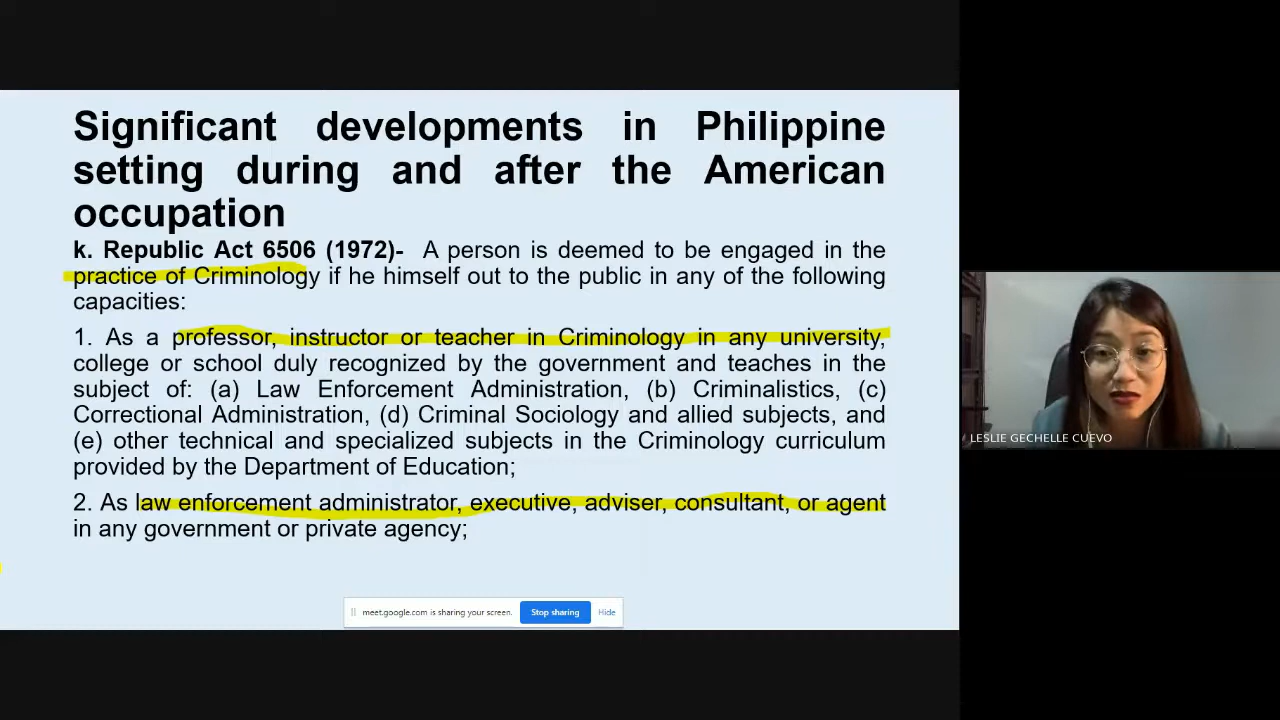 Significant developments in Philippine
setting during and after the American
occupation
k. Republic Act 6506 (1972)- A person is deemed to be engaged in the
practice of Criminology if he himself out to the public in any of the following
capacities:
1. As a professor, instructor or teacher in Criminology in any university,
college or school duly recognized by the government and teaches in the
subject of: (a) Law Enforcement Administration, (b) Criminalistics, (c)
Correctional Administration, (d) Criminal Sociology and allied subjects, and
(e) other technical and specialized subjects in the Criminology curriculum
provided by the Department of Education;
2. As law enforcement administrator, executive, adviser, consultant, or agent
in any government or private agency;
meet.google.com is sharing your screen. Stop sharing Hide
LESLIE GECHELLE CUEVO